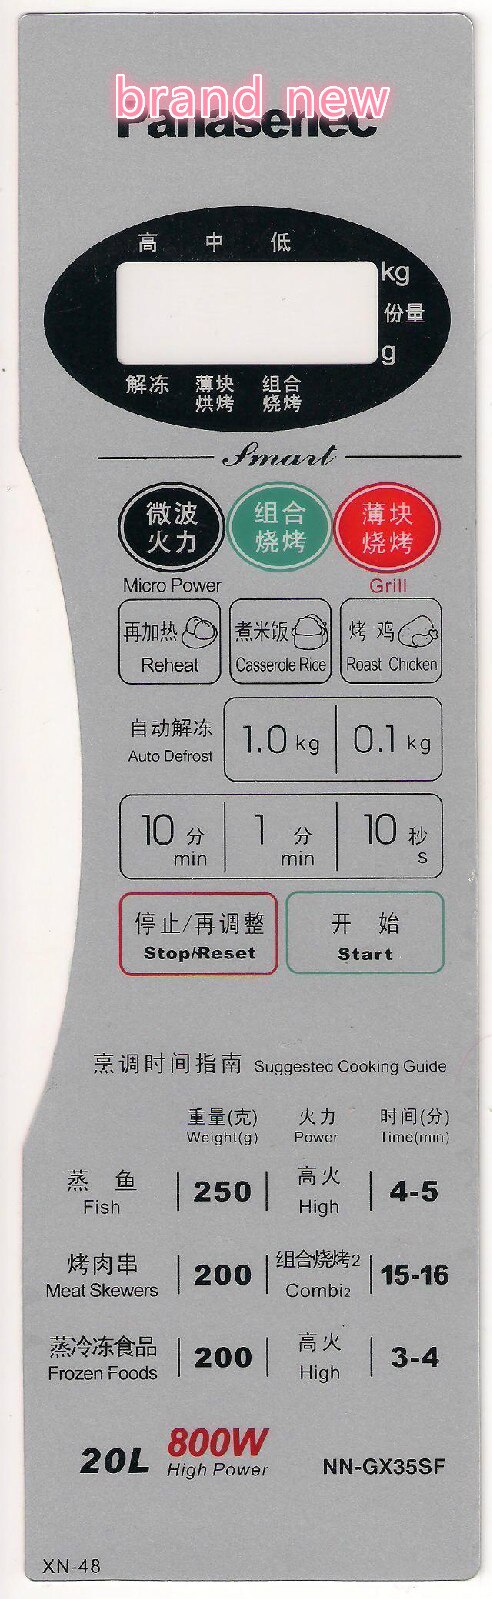 brand new
Panasenec
高 中 低
kg
份量
g
解冻 薄块烘烤 组合烧烤
Smart
微波火力 组合烧烤 薄块烧烤
Micro Power Grill
再加热 煮米饭 烤 鸡
Reheat Casserole Rice Roast Chicken
自动解冻
Auto Defrost
1.0 kg 0.1 kg
10 分 1 分 10 秒
min min s
停止/再调整 开 始
Stop/Reset Start
烹调时间指南 Suggestec Cooking Guide
重量(克) 火力 时间(分)
Weight(g) Power Time(min)
蒸 鱼 250 高火 4-5
Fish High
烤肉串 200 组合烧烤2 15-16
Meat Skewers Combi2
蒸冷冻食品 200 高火 3-4
Frozen Foods High
20L 800W
High Power
NN-GX35SF
XN-48